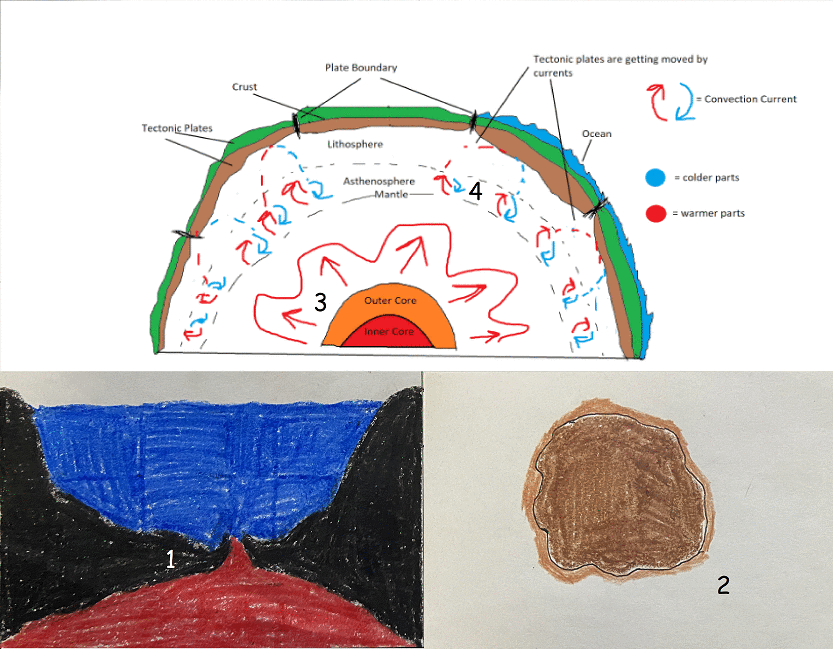 Tectonic plates are getting moved by
currents
Plate Boundary
Crust
= Convection Current
Tectonic Plates
Ocean
Lithosphere
Asthenosphere
Mantle
4
= colder parts
= warmer parts
3
Outer Core
Inner Core
1
2